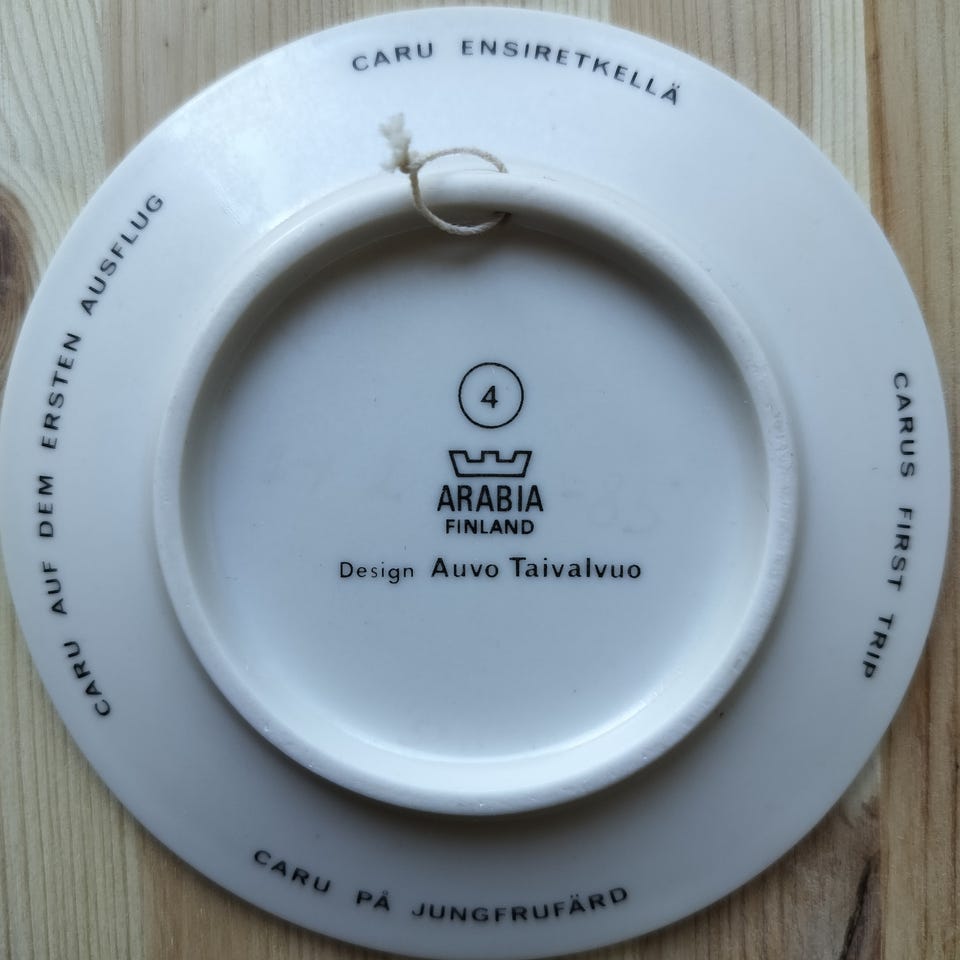 CARU ENSIRETKELLÄ
CARUS FIRST TRIP
CARU PÅ JUNGFRUFÄRD
CARU AUF DEM ERSTEN AUSFLUG
4
ARABIA
FINLAND
Design Auvo Taivalvuo